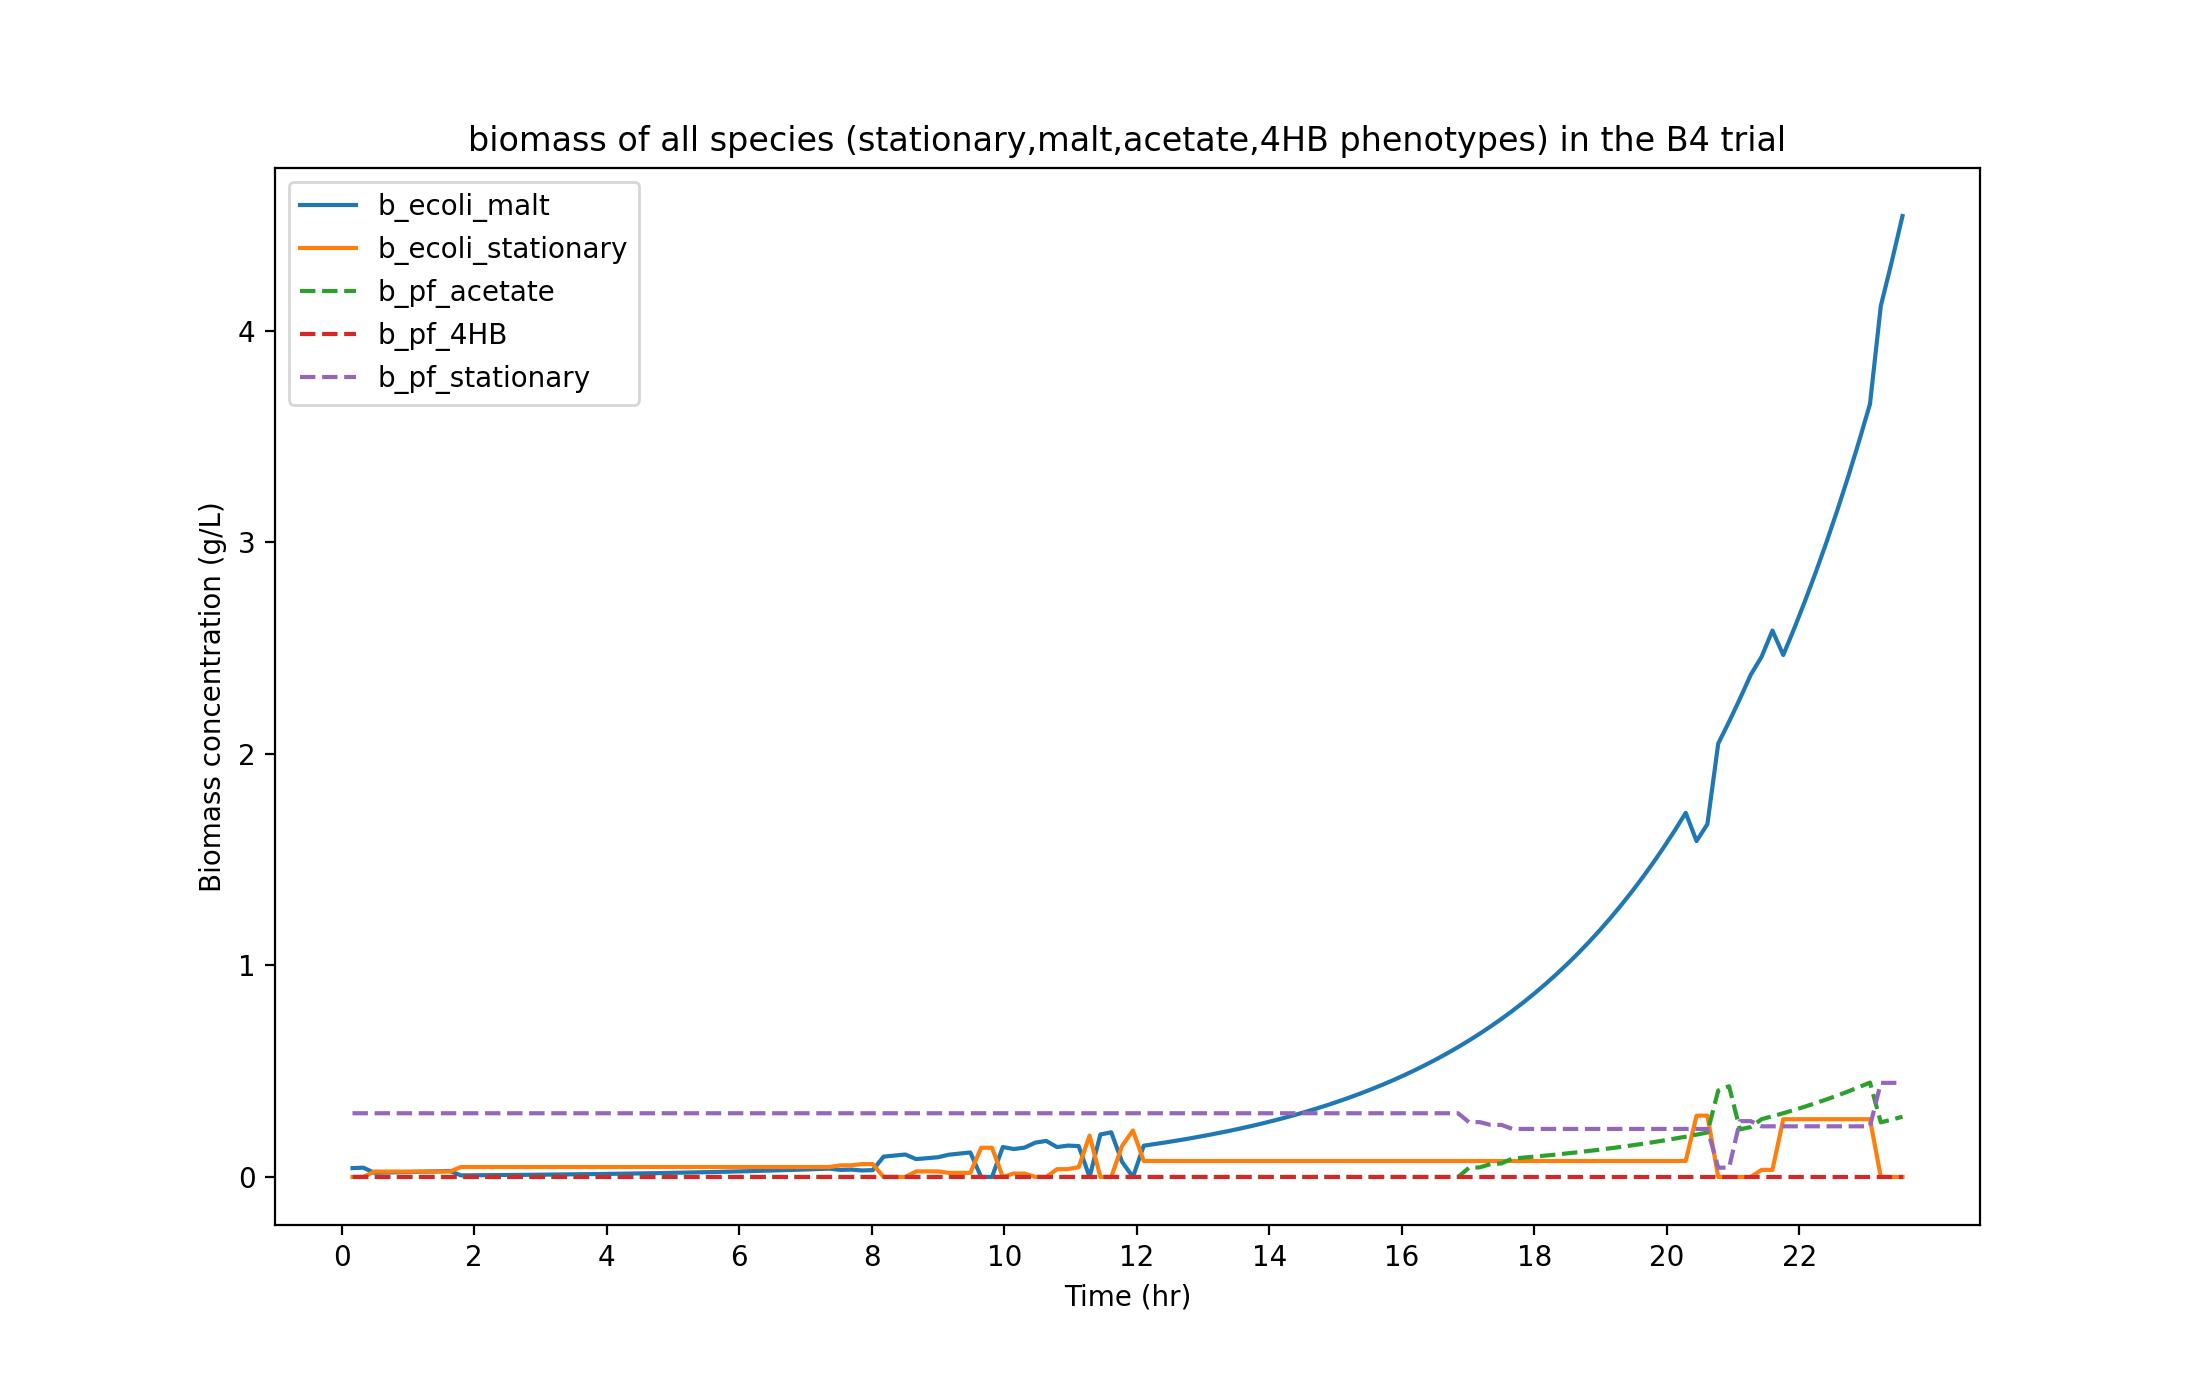 biomass of all species (stationary,malt,acetate,4HB phenotypes) in the B4 trial
b_ecoli_malt
b_ecoli_stationary
b_pf_acetate
b_pf_4HB
b_pf_stationary
Biomass concentration (g/L)
4
3
2
1
0
0 2 4 6 8 10 12 14 16 18 20 22
Time (hr)